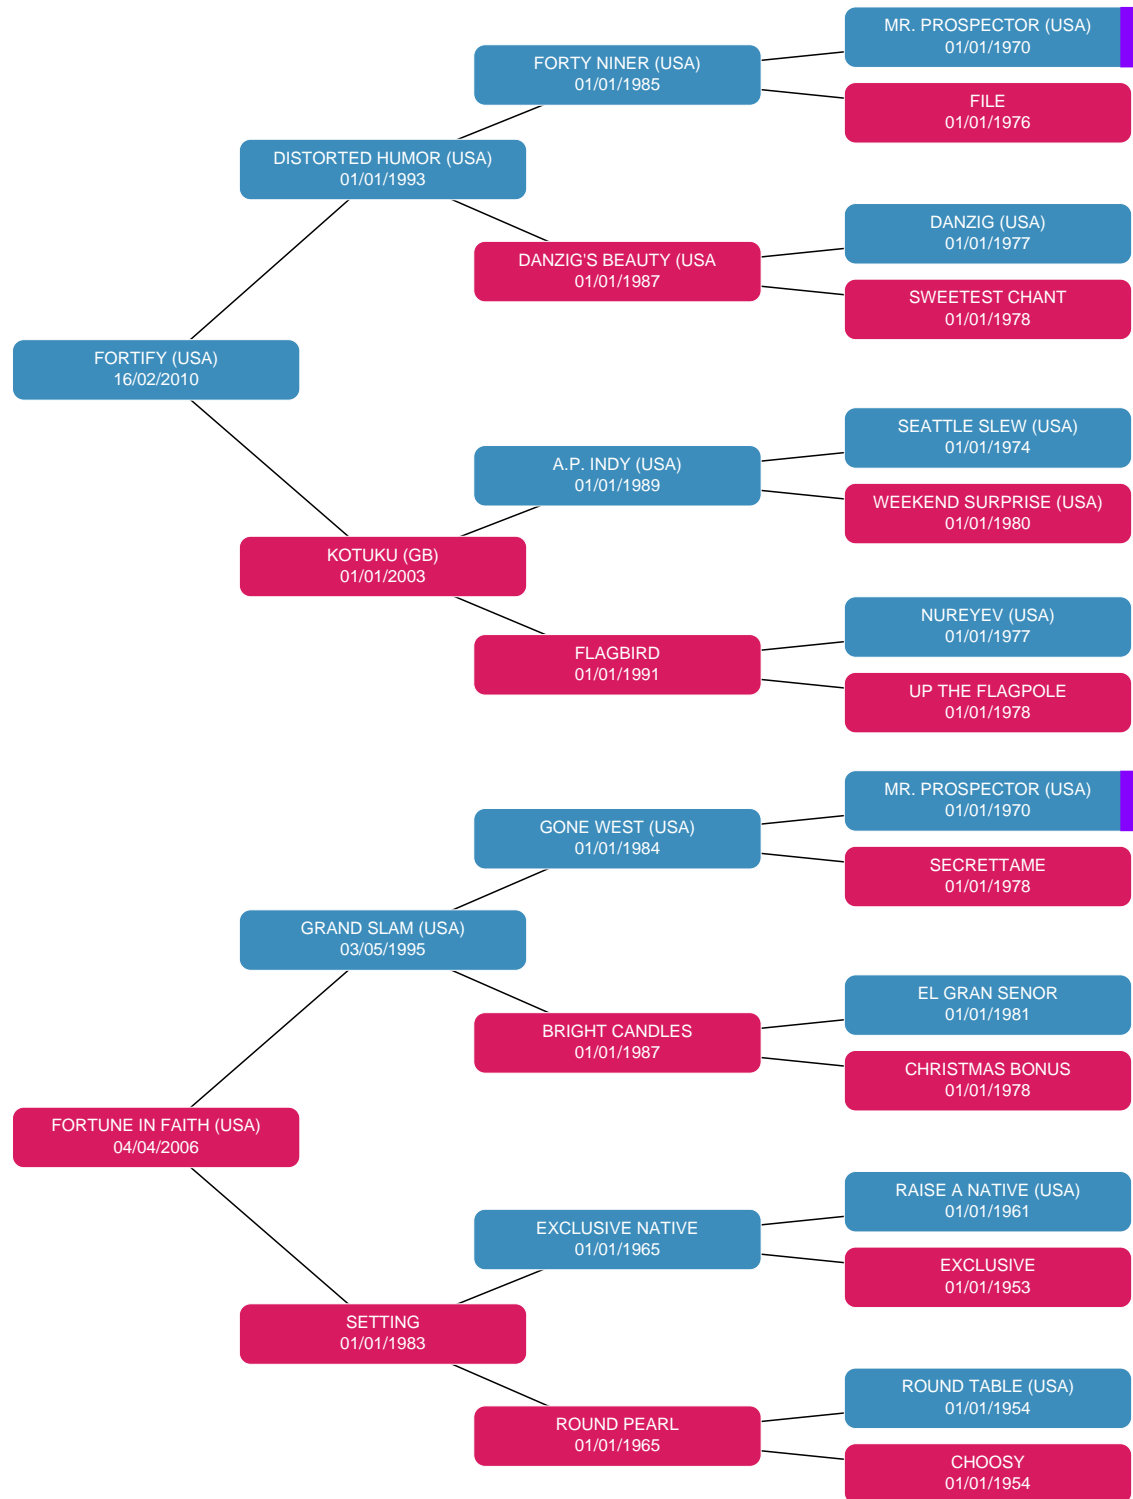 MR. PROSPECTOR (USA)
01/01/1970
FORTY NINER (USA)
01/01/1985
FILE
01/01/1976
DISTORTED HUMOR (USA)
01/01/1993
DANZIG (USA)
01/01/1977
DANZIG'S BEAUTY (USA
01/01/1987
SWEETEST CHANT
01/01/1978
FORTIFY (USA)
16/02/2010
SEATTLE SLEW (USA)
01/01/1974
A.P. INDY (USA)
01/01/1989
WEEKEND SURPRISE (USA)
01/01/1980
KOTUKU (GB)
01/01/2003
NUREYEV (USA)
01/01/1977
FLAGBIRD
01/01/1991
UP THE FLAGPOLE
01/01/1978
MR. PROSPECTOR (USA)
01/01/1970
GONE WEST (USA)
01/01/1984
SECRETTAME
01/01/1978
GRAND SLAM (USA)
03/05/1995
EL GRAN SENOR
01/01/1981
BRIGHT CANDLES
01/01/1987
CHRISTMAS BONUS
01/01/1978
FORTUNE IN FAITH (USA)
04/04/2006
RAISE A NATIVE (USA)
01/01/1961
EXCLUSIVE NATIVE
01/01/1965
EXCLUSIVE
01/01/1953
SETTING
01/01/1983
ROUND TABLE (USA)
01/01/1954
ROUND PEARL
01/01/1965
CHOOSY
01/01/1954